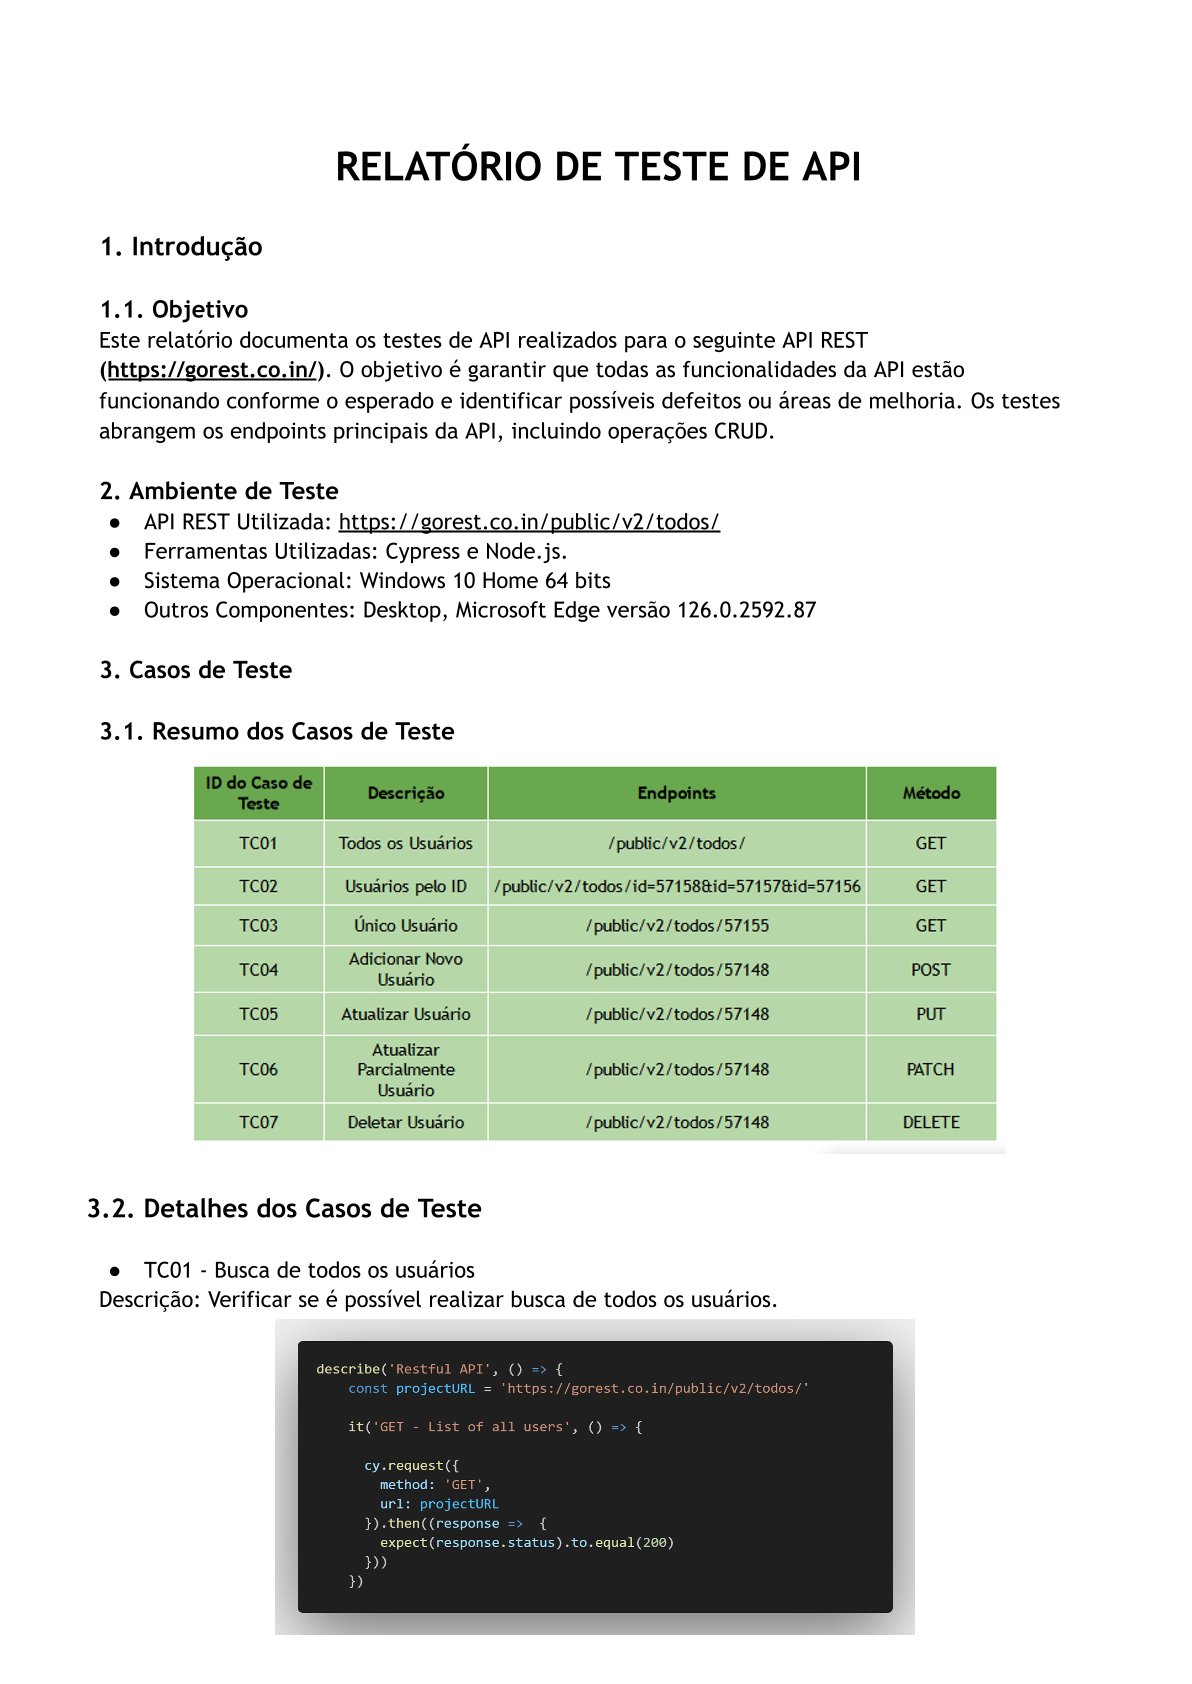 RELATÓRIO DE TESTE DE API
1. Introdução
1.1. Objetivo
Este relatório documenta os testes de API realizados para o seguinte API REST
(https://gorest.co.in/). O objetivo é garantir que todas as funcionalidades da API estão
funcionando conforme o esperado e identificar possíveis defeitos ou áreas de melhoria. Os testes
abrangem os endpoints principais da API, incluindo operações CRUD.
2. Ambiente de Teste
● API REST Utilizada: https://gorest.co.in/public/v2/todos/
● Ferramentas Utilizadas: Cypress e Node.js.
● Sistema Operacional: Windows 10 Home 64 bits
● Outros Componentes: Desktop, Microsoft Edge versão 126.0.2592.87
3. Casos de Teste
3.1. Resumo dos Casos de Teste
ID do Caso de Teste Descrição Endpoints Método
TC01 Todos os Usuários /public/v2/todos/ GET
TC02 Usuários pelo ID /public/v2/todos/id=57158&id=57157&id=57156 GET
TC03 Único Usuário /public/v2/todos/57155 GET
TC04 Adicionar Novo Usuário /public/v2/todos/57148 POST
TC05 Atualizar Usuário /public/v2/todos/57148 PUT
TC06 Atualizar Parcialmente Usuário /public/v2/todos/57148 PATCH
TC07 Deletar Usuário /public/v2/todos/57148 DELETE
3.2. Detalhes dos Casos de Teste
● TC01 - Busca de todos os usuários
Descrição: Verificar se é possível realizar busca de todos os usuários.
describe('Restful API', () => {
const projectURL = 'https://gorest.co.in/public/v2/todos/'
it('GET - List of all users', () => {
cy.request({
method: 'GET',
url: projectURL
}).then((response => {
expect(response.status).to.equal(200)
}))
})